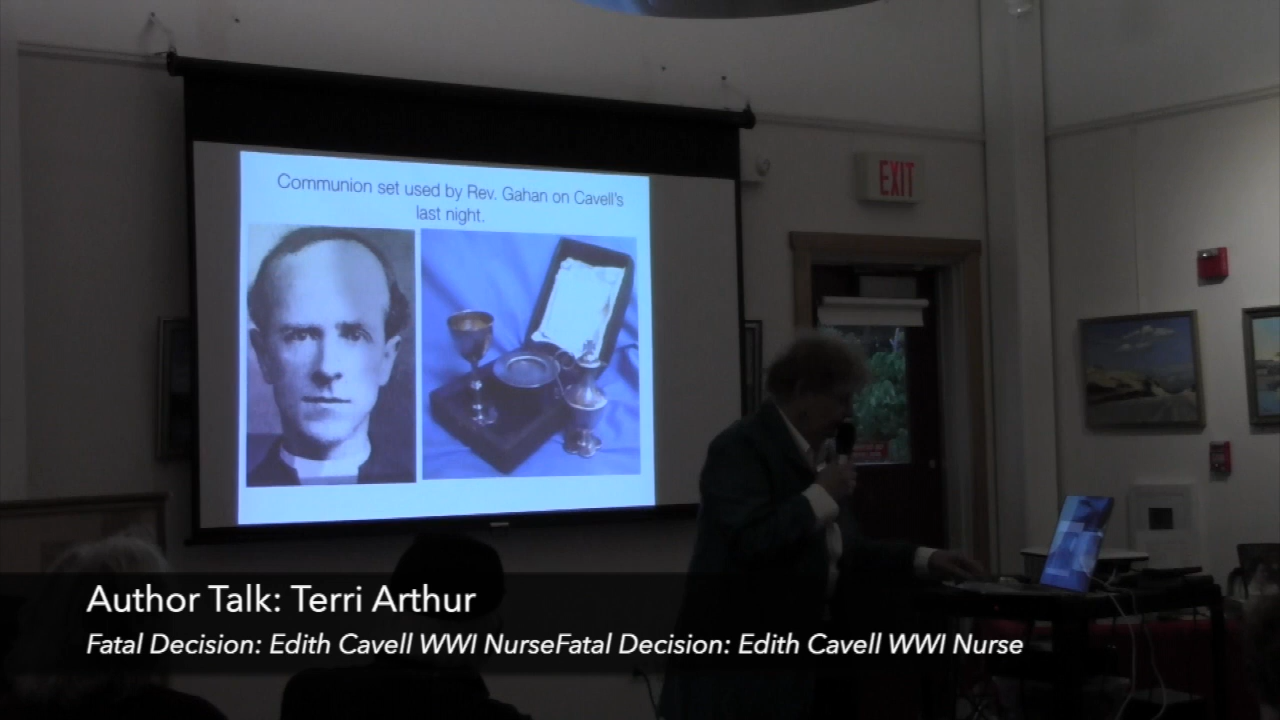 Communion set used by Rev. Gahan on Cavell's
last night.
EXIT
Author Talk: Terri Arthur
Fatal Decision: Edith Cavell WWI NurseFatal Decision: Edith Cavell WWI Nurse